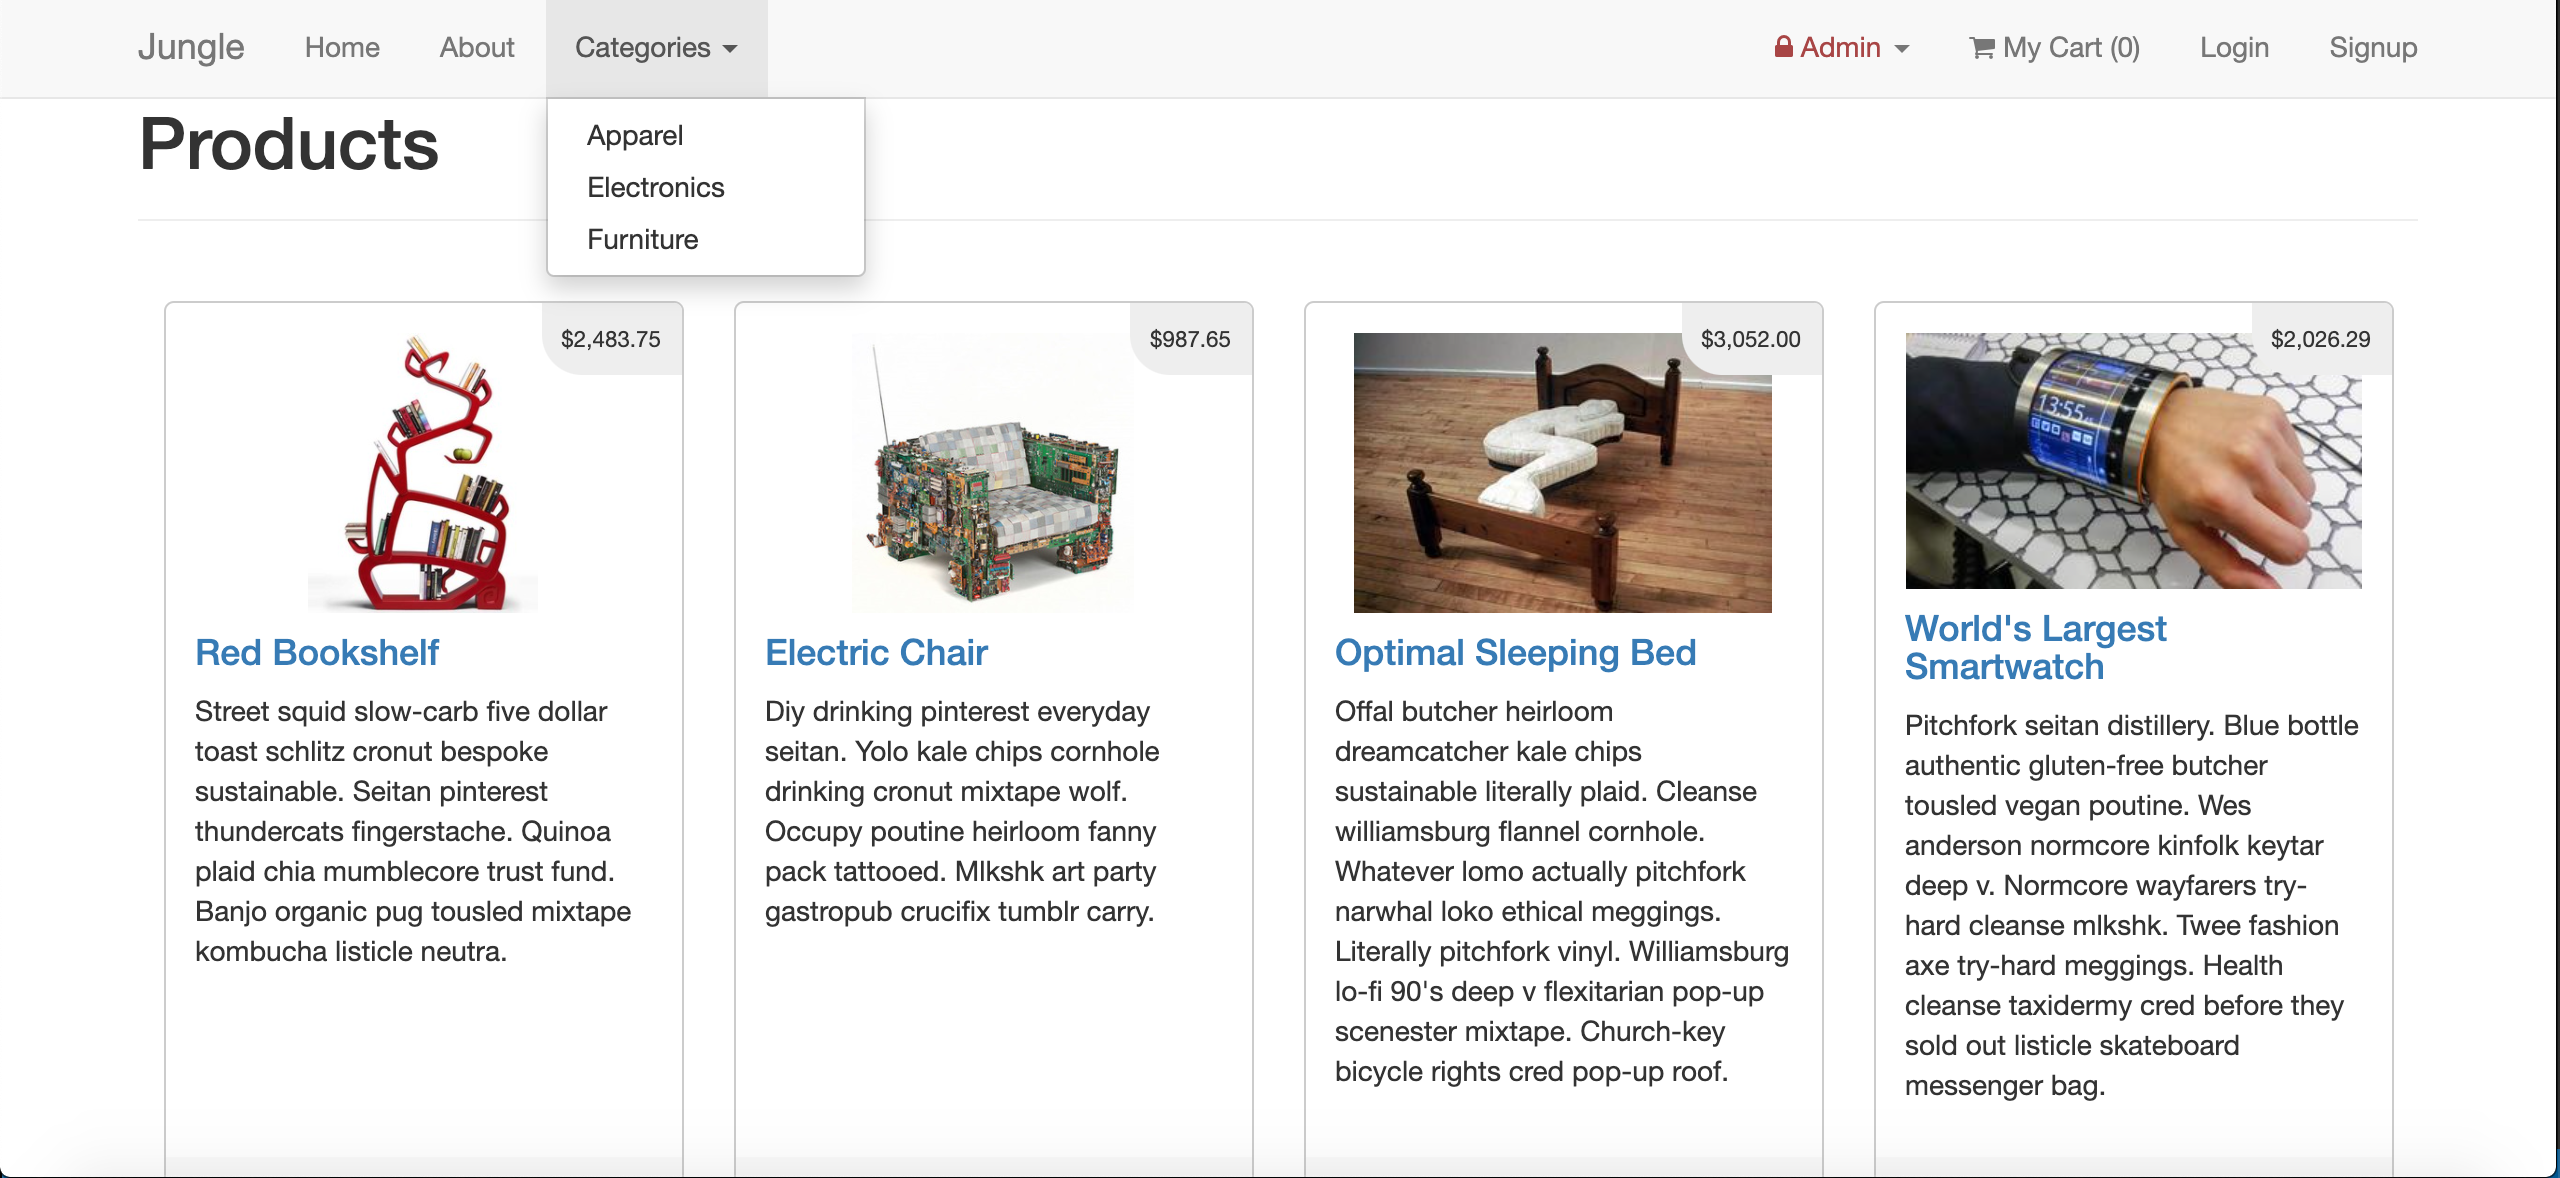 Jungle Home About Categories Admin My Cart (0) Login Signup
Products
Apparel
Electronics
Furniture
$2,483.75
Red Bookshelf
Street squid slow-carb five dollar
toast schlitz cronut bespoke
sustainable. Seitan pinterest
thundercats fingerstache. Quinoa
plaid chia mumblecore trust fund.
Banjo organic pug tousled mixtape
kombucha listicle neutra.
$987.65
Electric Chair
Diy drinking pinterest everyday
seitan. Yolo kale chips cornhole
drinking cronut mixtape wolf.
Occupy poutine heirloom fanny
pack tattooed. Mlkshk art party
gastropub crucifix tumblr carry.
$3,052.00
Optimal Sleeping Bed
Offal butcher heirloom
dreamcatcher kale chips
sustainable literally plaid. Cleanse
williamsburg flannel cornhole.
Whatever lomo actually pitchfork
narwhal loko ethical meggings.
Literally pitchfork vinyl. Williamsburg
lo-fi 90's deep v flexitarian pop-up
scenester mixtape. Church-key
bicycle rights cred pop-up roof.
$2,026.29
13:55
World's Largest
Smartwatch
Pitchfork seitan distillery. Blue bottle
authentic gluten-free butcher
tousled vegan poutine. Wes
anderson normcore kinfolk keytar
deep v. Normcore wayfarers try-
hard cleanse mlkshk. Twee fashion
axe try-hard meggings. Health
cleanse taxidermy cred before they
sold out listicle skateboard
messenger bag.